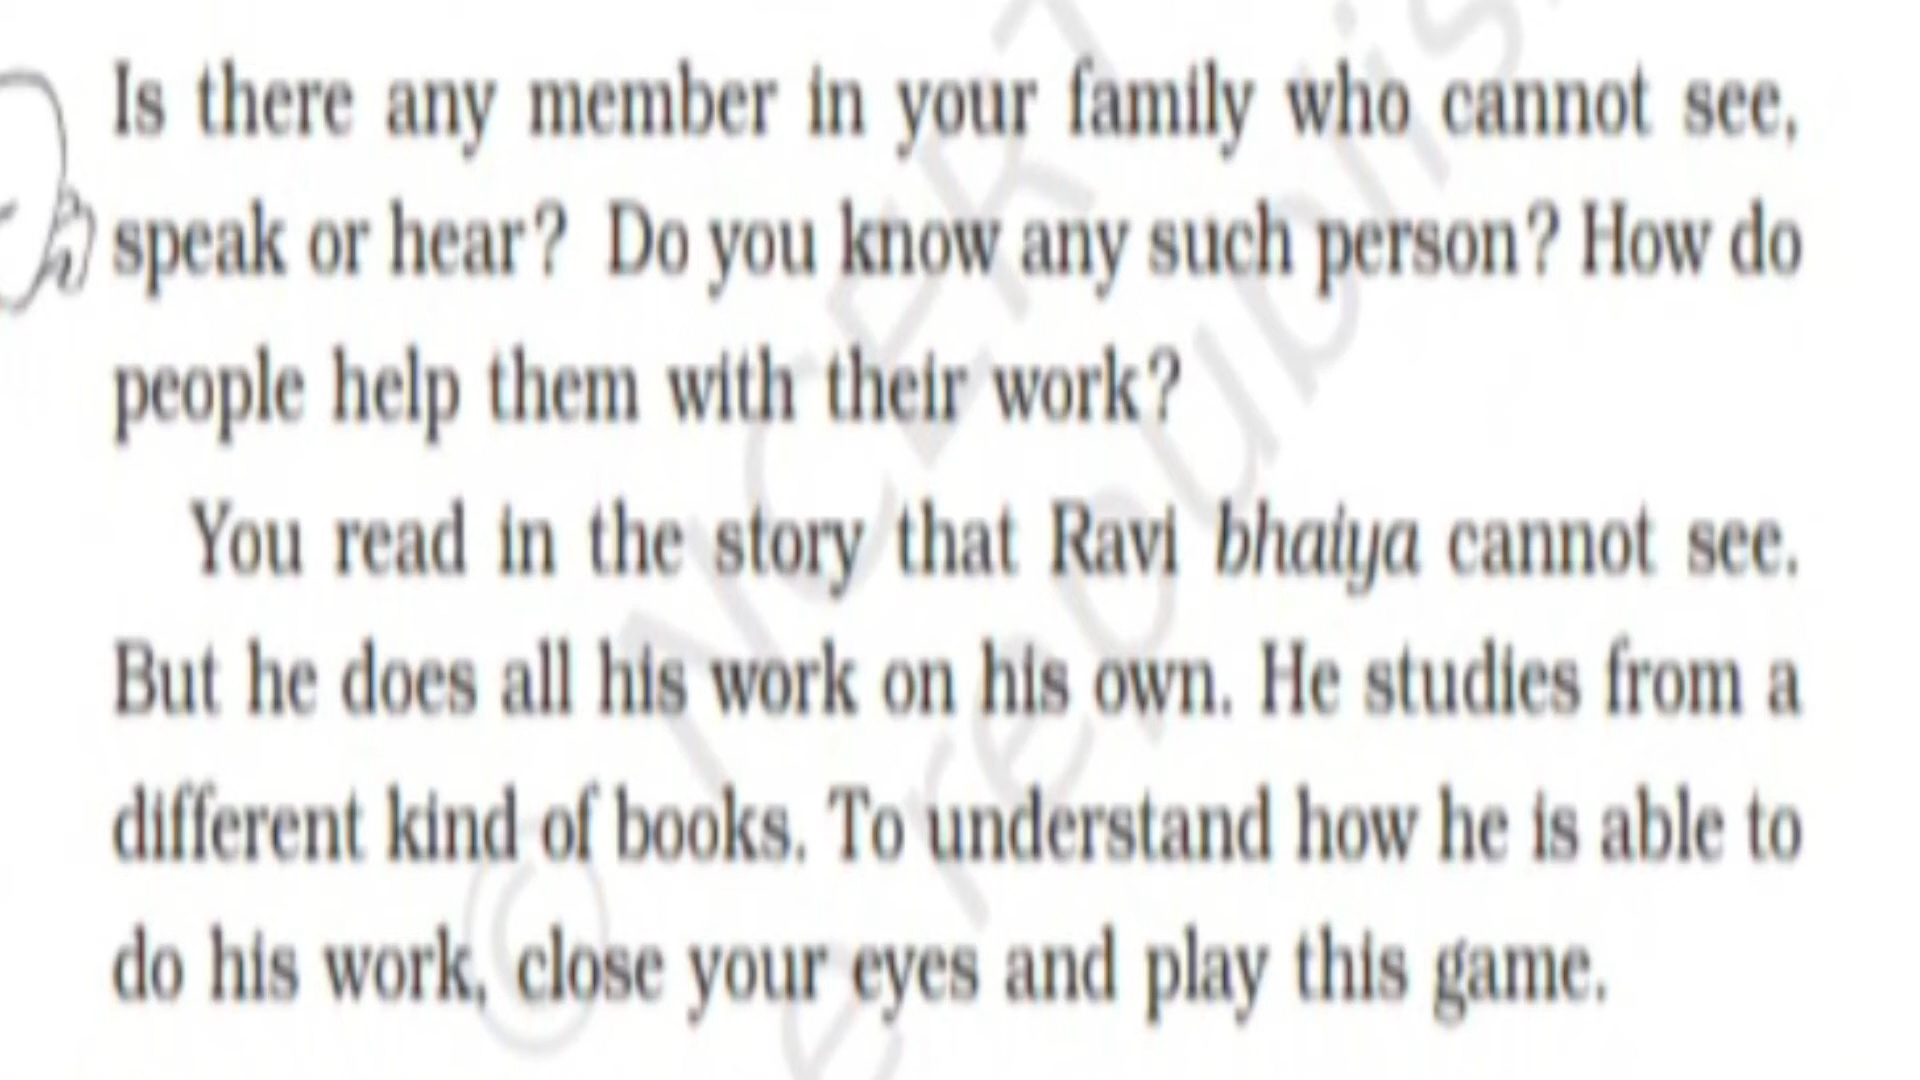 Is there any member in your family who cannot see,
speak or hear? Do you know any such person? How do
people help them with their work?
You read in the story that Ravi bhaiya cannot see.
But he does all his work on his own. He studies from a
different kind of books. To understand how he is able to
do his work, close your eyes and play this game.
© NCERT
republis